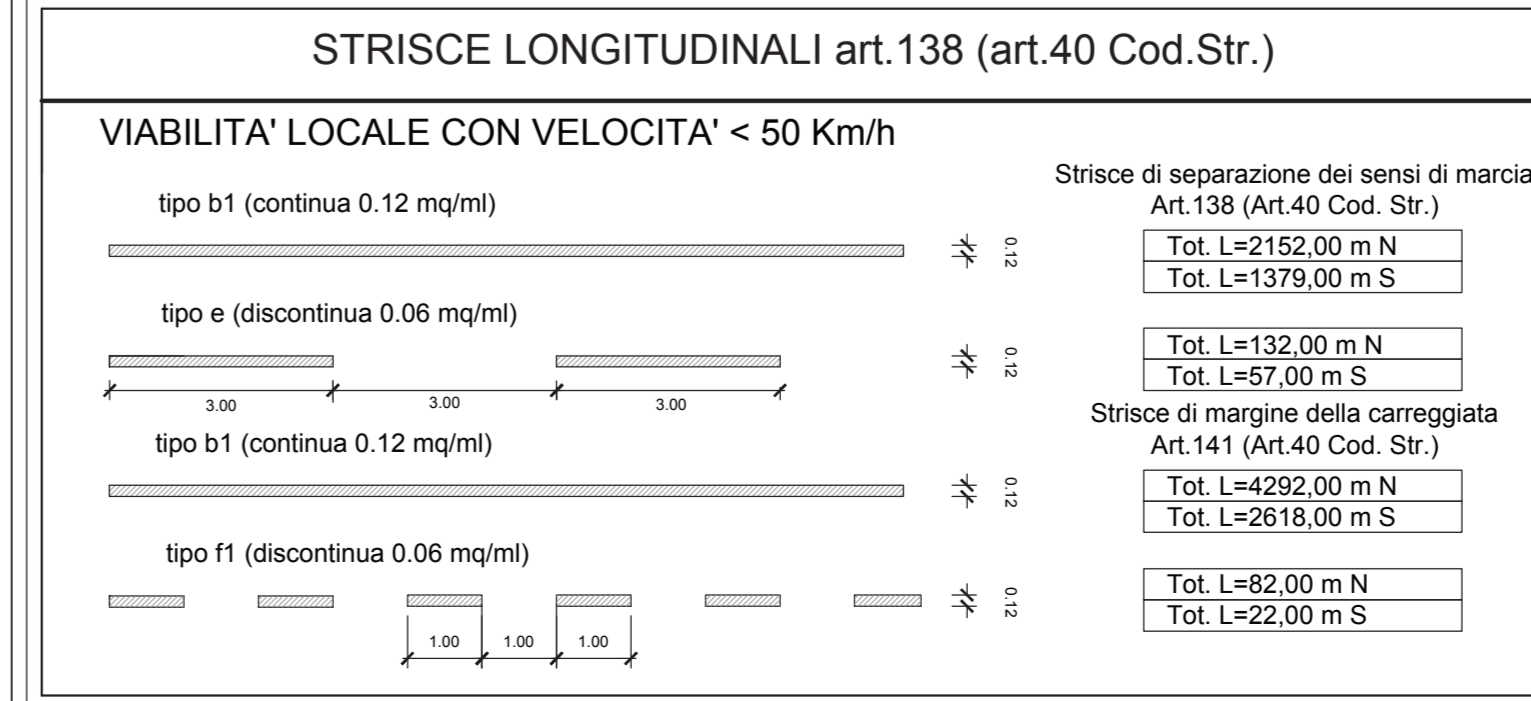 STRISCE LONGITUDINALI art.138 (art.40 Cod.Str.)
VIABILITA' LOCALE CON VELOCITA' < 50 Km/h
Strisce di separazione dei sensi di marcia
Art.138 (Art.40 Cod. Str.)
tipo b1 (continua 0.12 mq/ml)
0.12
Tot. L=2152,00 m N
Tot. L=1379,00 m S
tipo e (discontinua 0.06 mq/ml)
0.12
3.00
3.00
3.00
Tot. L=132,00 m N
Tot. L=57,00 m S
Strisce di margine della carreggiata
Art.141 (Art.40 Cod. Str.)
tipo b1 (continua 0.12 mq/ml)
0.12
Tot. L=4292,00 m N
Tot. L=2618,00 m S
tipo f1 (discontinua 0.06 mq/ml)
0.12
1.00
1.00
1.00
Tot. L=82,00 m N
Tot. L=22,00 m S